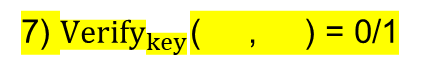 7) Verify_key(    ,    ) = 0/1